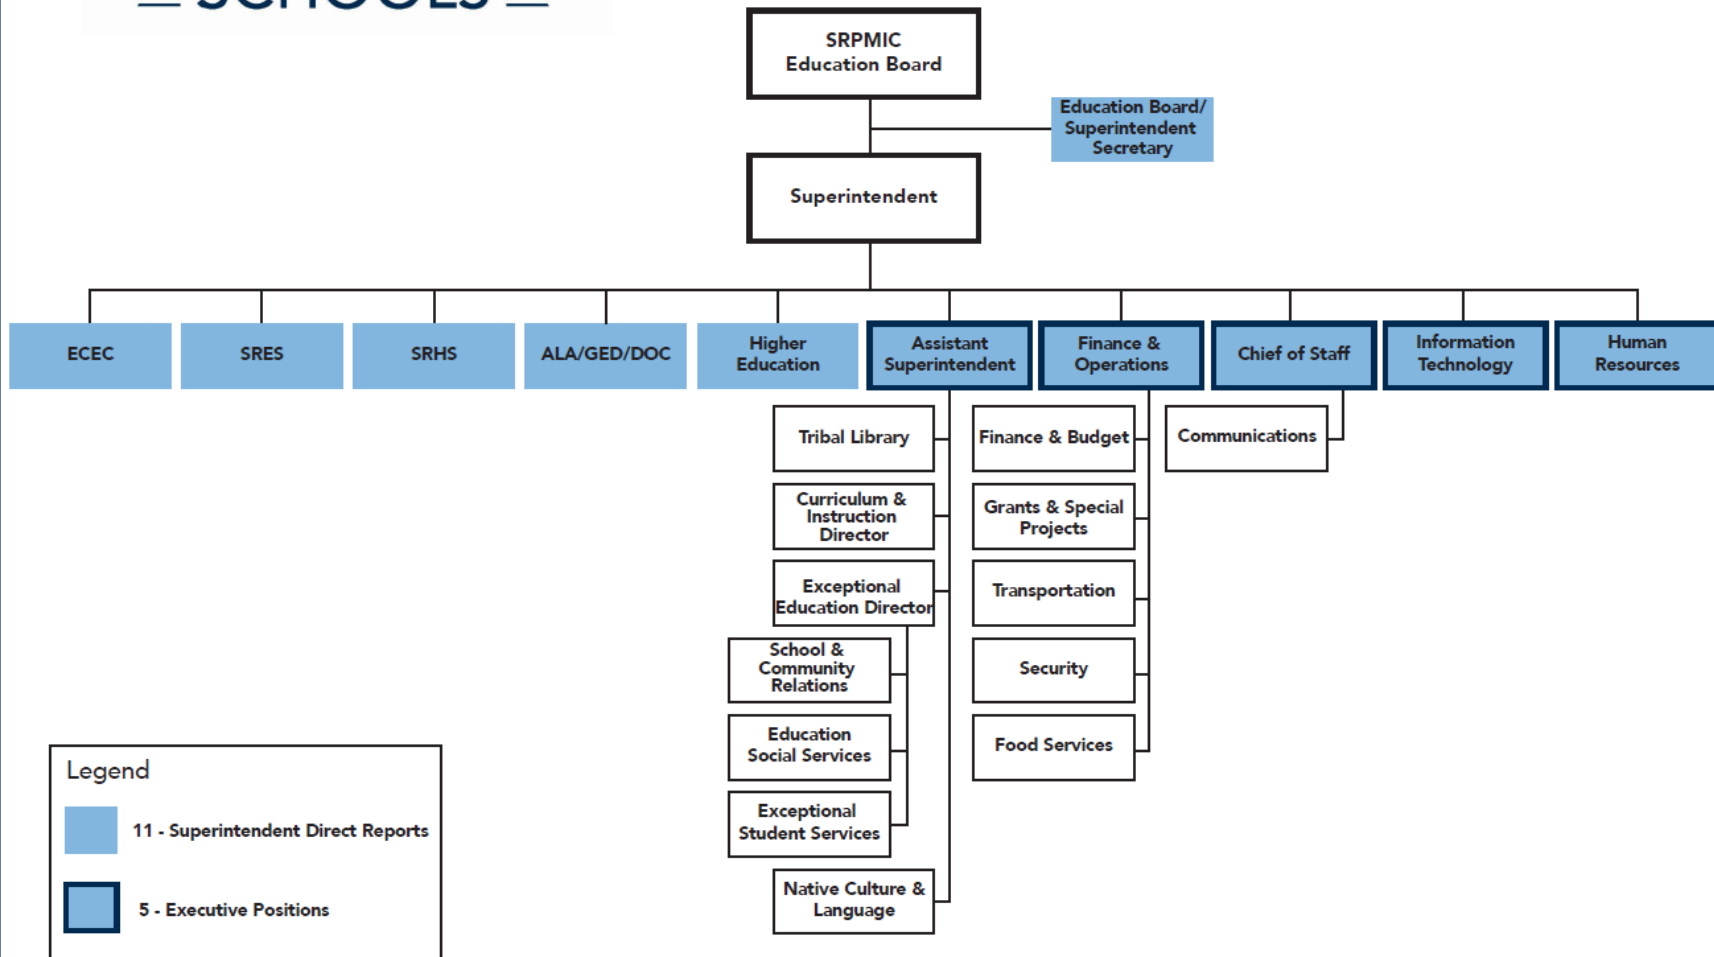 SCHOOLS
SRPMIC
Education Board
Education Board/
Superintendent
Secretary
Superintendent
ECEC
SRES
SRHS
ALA/GED/DOC
Higher
Education
Assistant
Superintendent
Finance &
Operations
Chief of Staff
Information
Technology
Human
Resources
Tribal Library
Curriculum &
Instruction
Director
Exceptional
Education Director
School &
Community
Relations
Education
Social Services
Exceptional
Student Services
Native Culture &
Language
Finance & Budget
Grants & Special
Projects
Transportation
Security
Food Services
Communications
Legend
11 - Superintendent Direct Reports
5 - Executive Positions